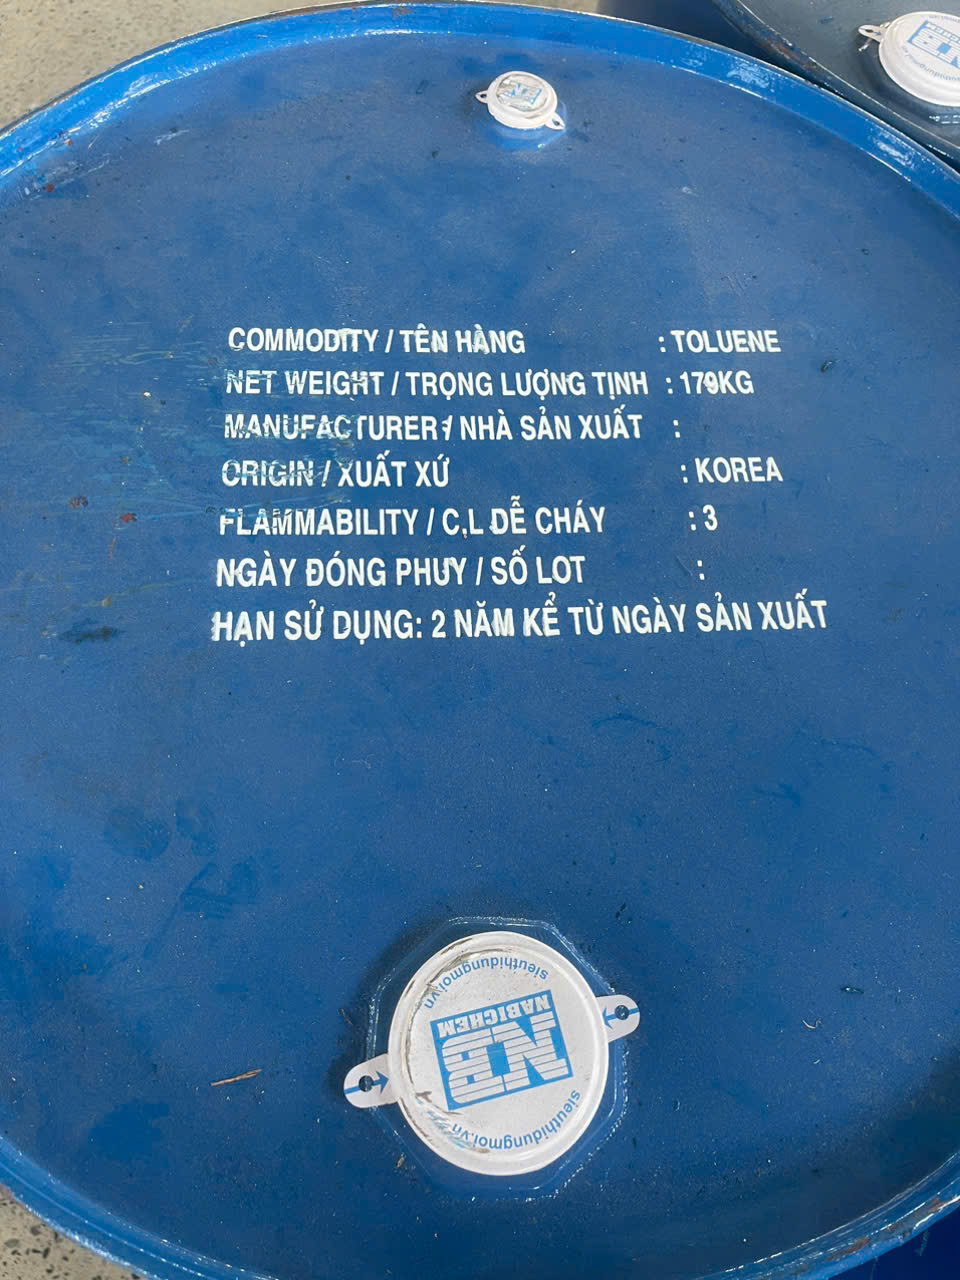 COMMODITY / TÊN HÀNG : TOLUENE
NET WEIGHT / TRỌNG LƯỢNG TỊNH : 179KG
MANUFACTURER / NHÀ SẢN XUẤT :
ORIGIN / XUẤT XỨ : KOREA
FLAMMABILITY / C.L DỄ CHÁY : 3
NGÀY ĐÓNG PHUY / SỐ LOT :
HẠN SỬ DỤNG: 2 NĂM KỂ TỪ NGÀY SẢN XUẤT
sieuthidungmoi.vn
NABICHEM
NB
sieuthidungmoi.vn